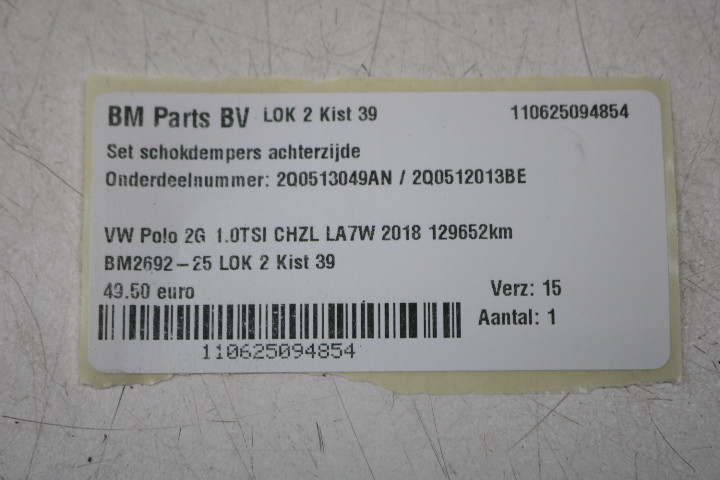 BM Parts BV LOK 2 Kist 39 110625094854
Set schokdempers achterzijde
Onderdeelnummer: 2Q0513049AN / 2Q0512013BE
VW Polo 2G 1.0TSI CHZL LA7W 2018 129652km
BM2692-25 LOK 2 Kist 39
49.50 euro Verz: 15
Aantal: 1
110625094854